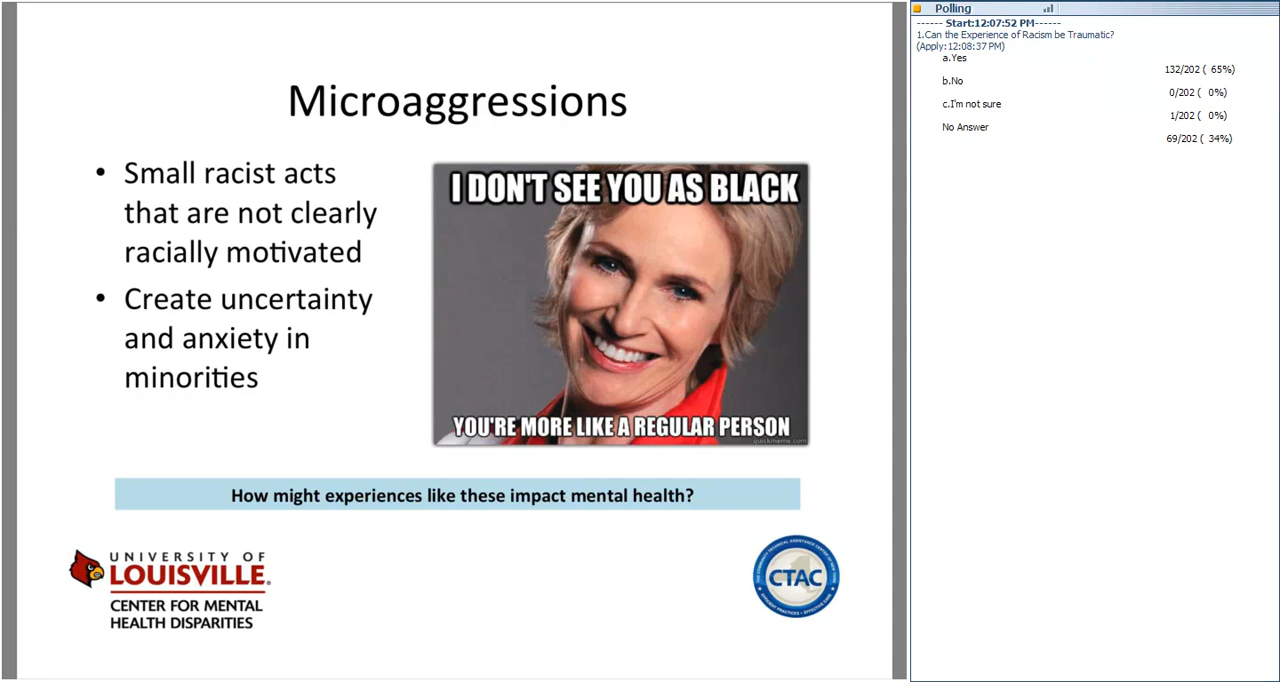 Microaggressions
• Small racist acts
that are not clearly
racially motivated
• Create uncertainty
and anxiety in
minorities
I DON'T SEE YOU AS BLACK
YOU'RE MORE LIKE A REGULAR PERSON
quickmeme.com
How might experiences like these impact mental health?
UNIVERSITY OF
LOUISVILLE.
CENTER FOR MENTAL
HEALTH DISPARITIES
CTAC
Polling
------ Start:12:07:52 PM------
1.Can the Experience of Racism be Traumatic?
(Apply:12:08:37 PM)
a.Yes
132/202 ( 65%)
b.No
0/202 ( 0%)
c.I'm not sure
1/202 ( 0%)
No Answer
69/202 ( 34%)